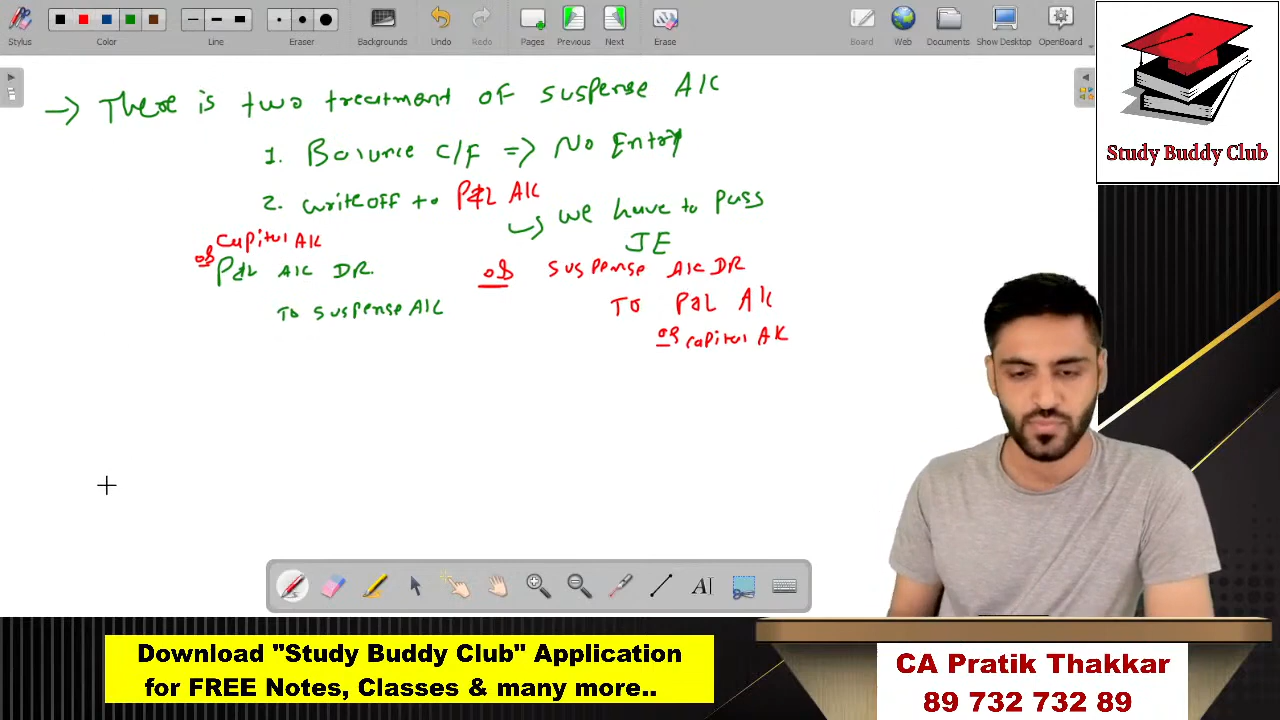 Stylus
Color
Line
Eraser
Backgrounds
Undo
Redo
Pages
Previous
Next
Erase
Board
Web
Documents
Show Desktop
OpenBoard
Study Buddy Club
→ There is two treatment of suspense A/C
1. Balance C/F => No Entry
2. write off to P&L A/C
↳ we have to pass
JE
Capital A/C
or
P&L A/C DR.
To suspense A/C
or
suspense A/C DR
To P&L A/C
or capital A/C
Download "Study Buddy Club" Application
for FREE Notes, Classes & many more..
CA Pratik Thakkar
89 732 732 89